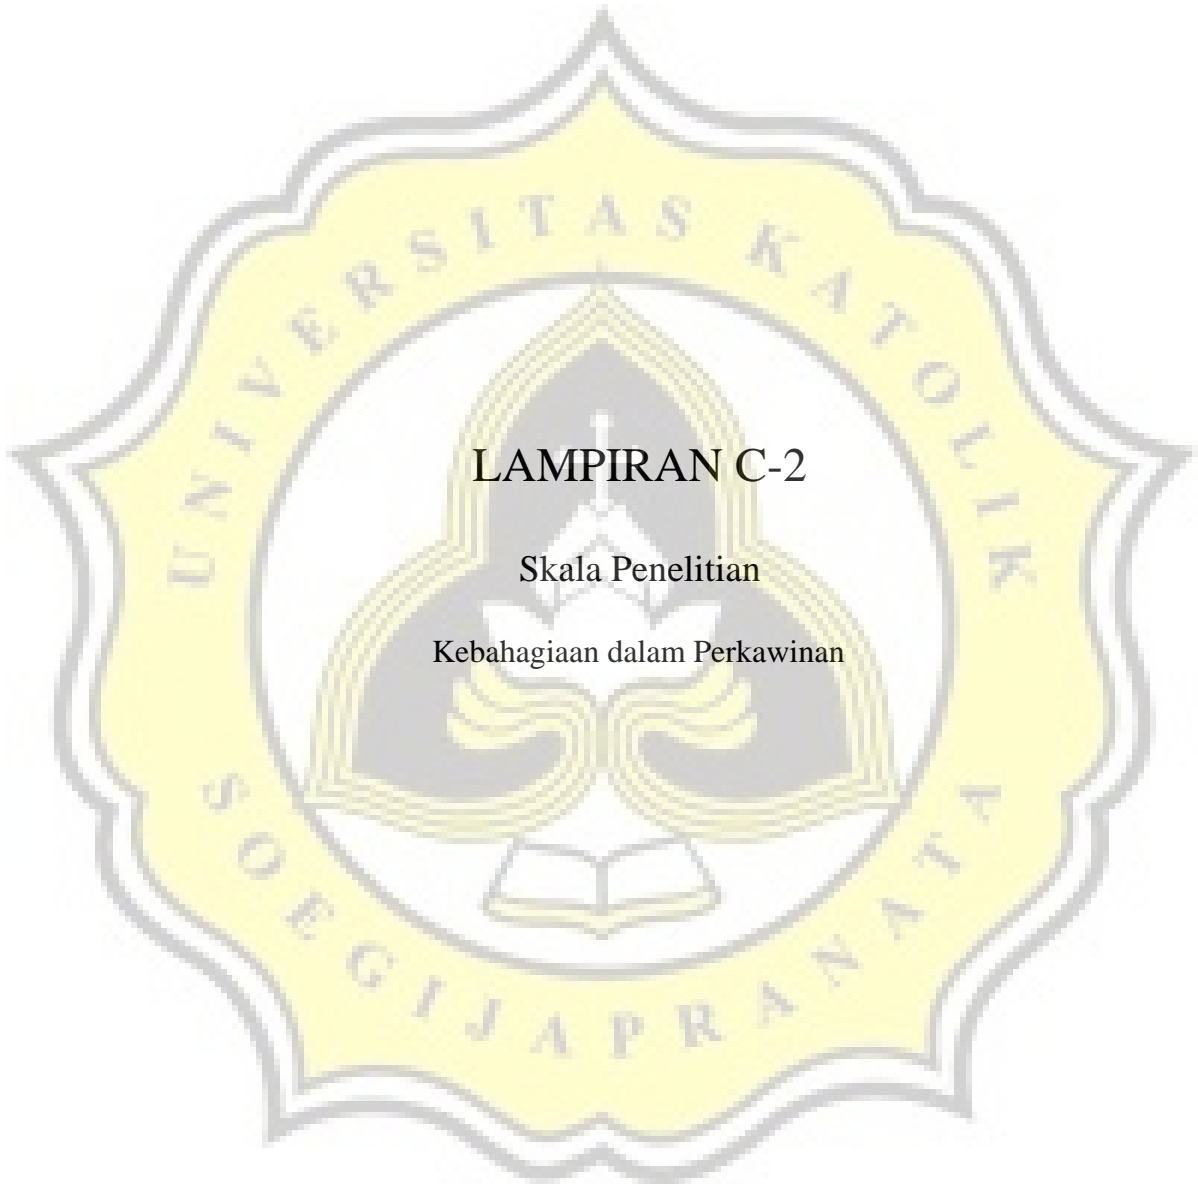 UNIVERSITAS KATOLIK
LAMPIRAN C-2
Skala Penelitian
Kebahagiaan dalam Perkawinan
SOEGIJAPRANATA